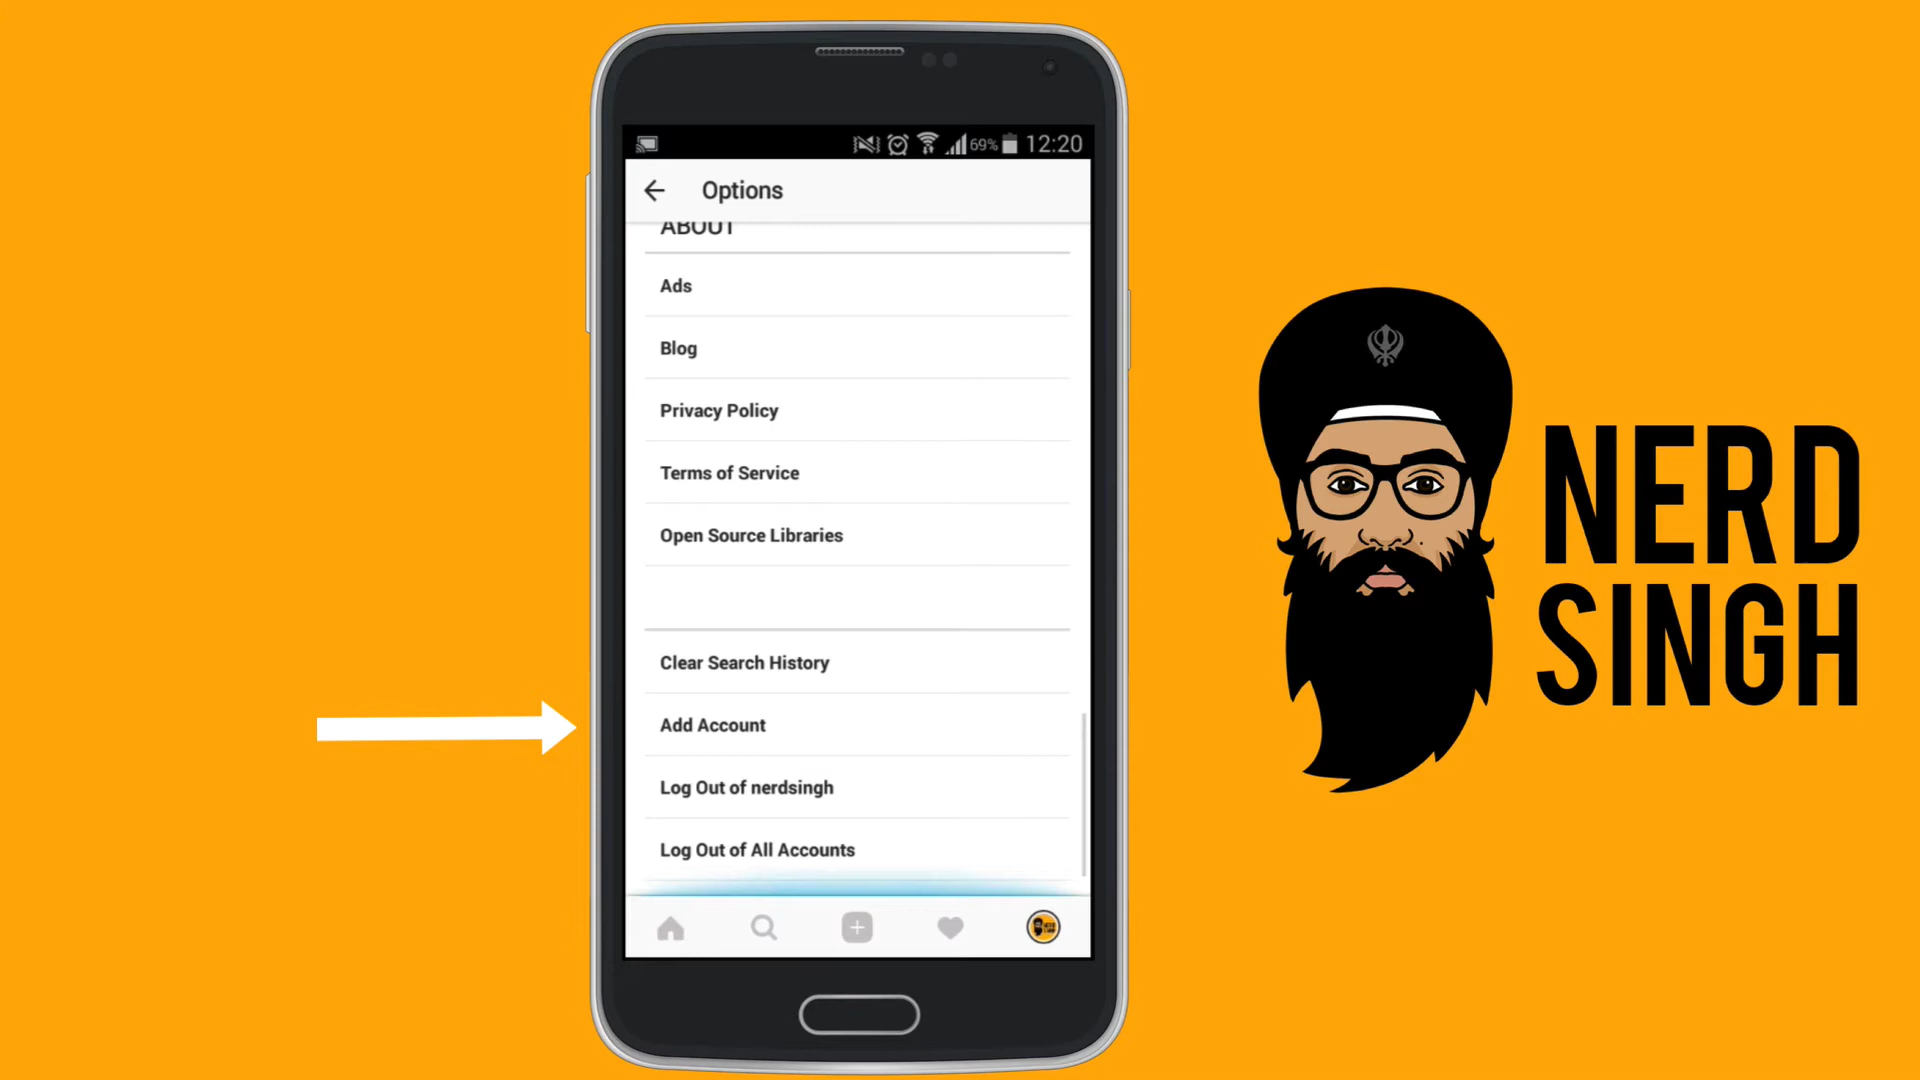 69% 12:20
Options
ABOUT
Ads
Blog
Privacy Policy
Terms of Service
Open Source Libraries
Clear Search History
Add Account
Log Out of nerdsingh
Log Out of All Accounts
NERD
SINGH